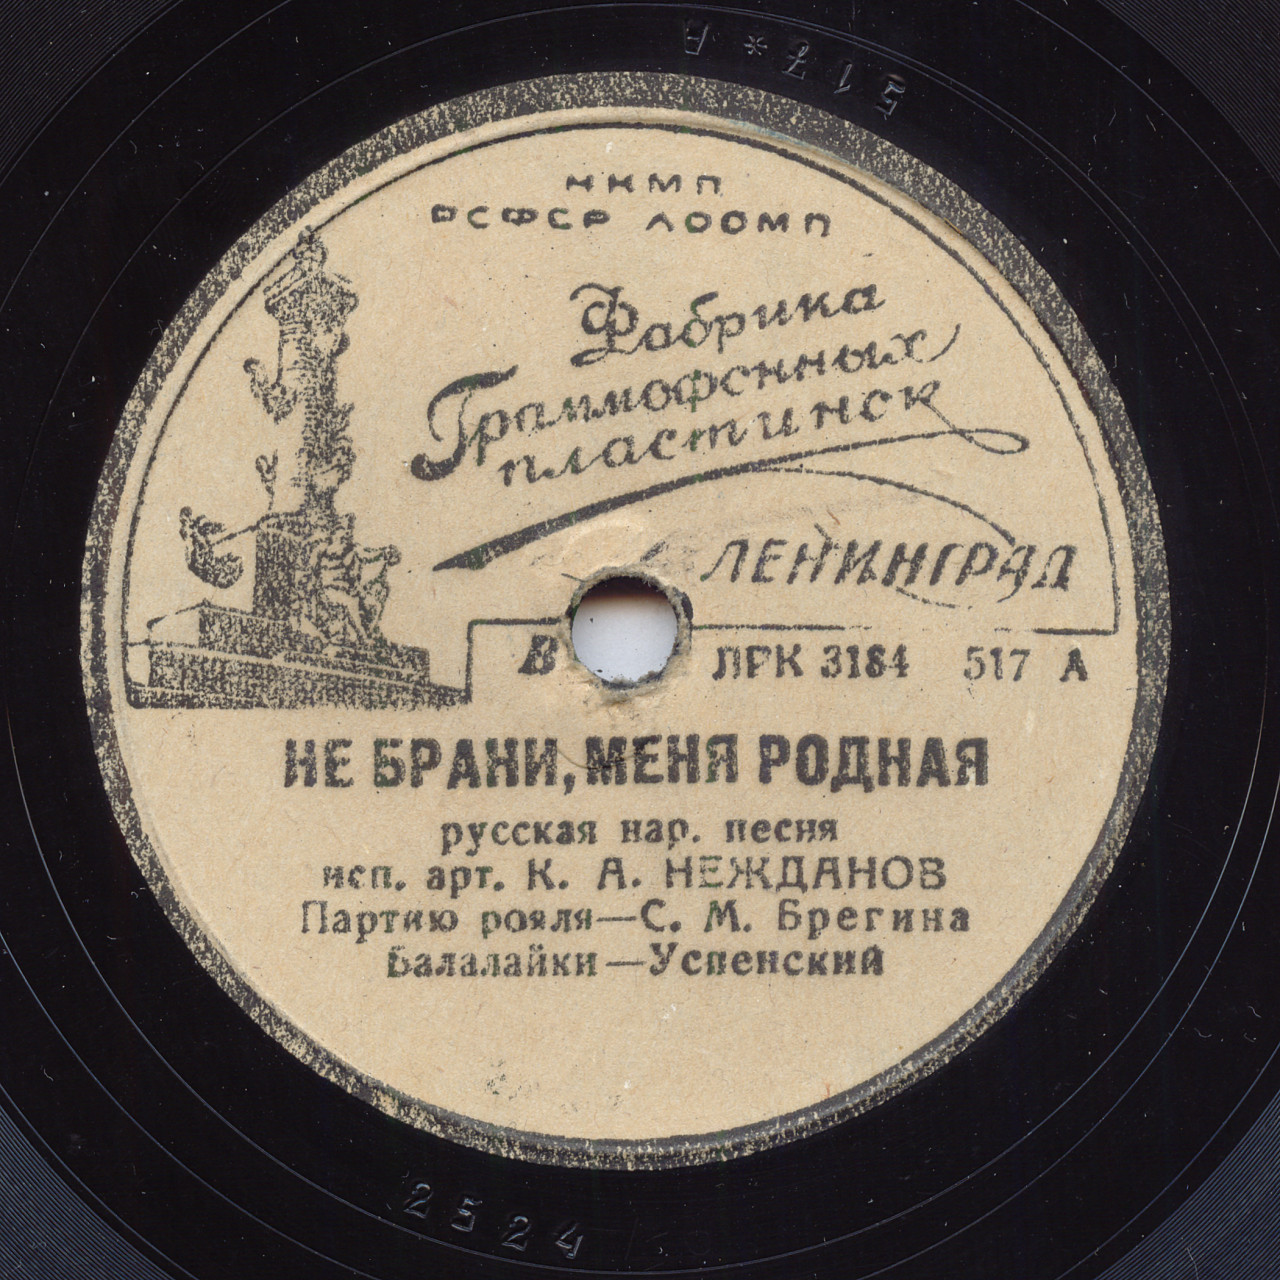 517*А
НКМП
РСФСР ЛООМП
Фабрика
Граммофонных
пластинок
ЛЕНИНГРАД
В ЛРК 3184 517 А
НЕ БРАНИ, МЕНЯ РОДНАЯ
русская нар. песня
исп. арт. К. А. НЕЖДАНОВ
Партию рояля—С. М. Брегина
Балалайки—Успенский
2524